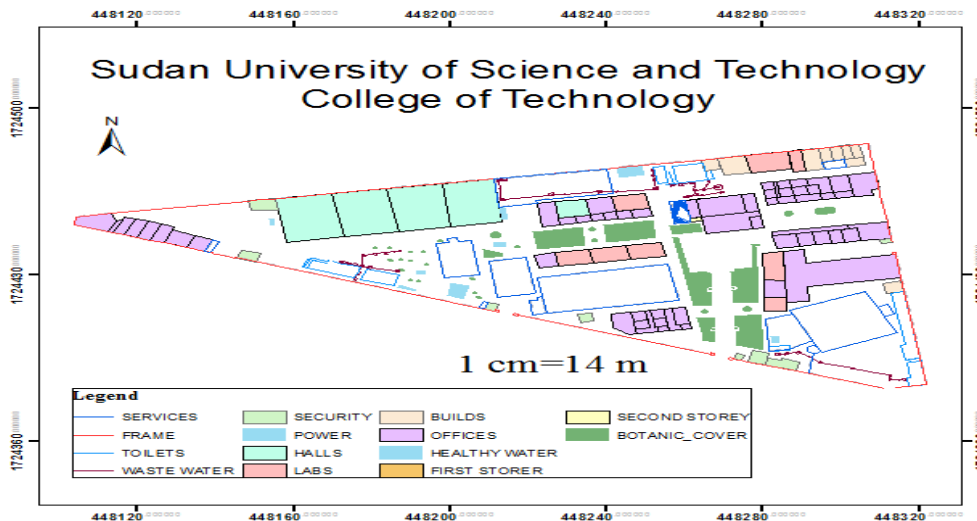 448120 448160 448200 448240 448280 448320
Sudan University of Science and Technology
College of Technology
N
1724500
1724430
1724360
1 cm=14 m
Legend
SERVICES SECURITY BUILDS SECOND STOREY
FRAME POWER OFFICES BOTANIC_COVER
TOILETS HALLS HEALTHY WATER
WASTE WATER LABS FIRST STORER
448120 448160 448200 448240 448280 448320